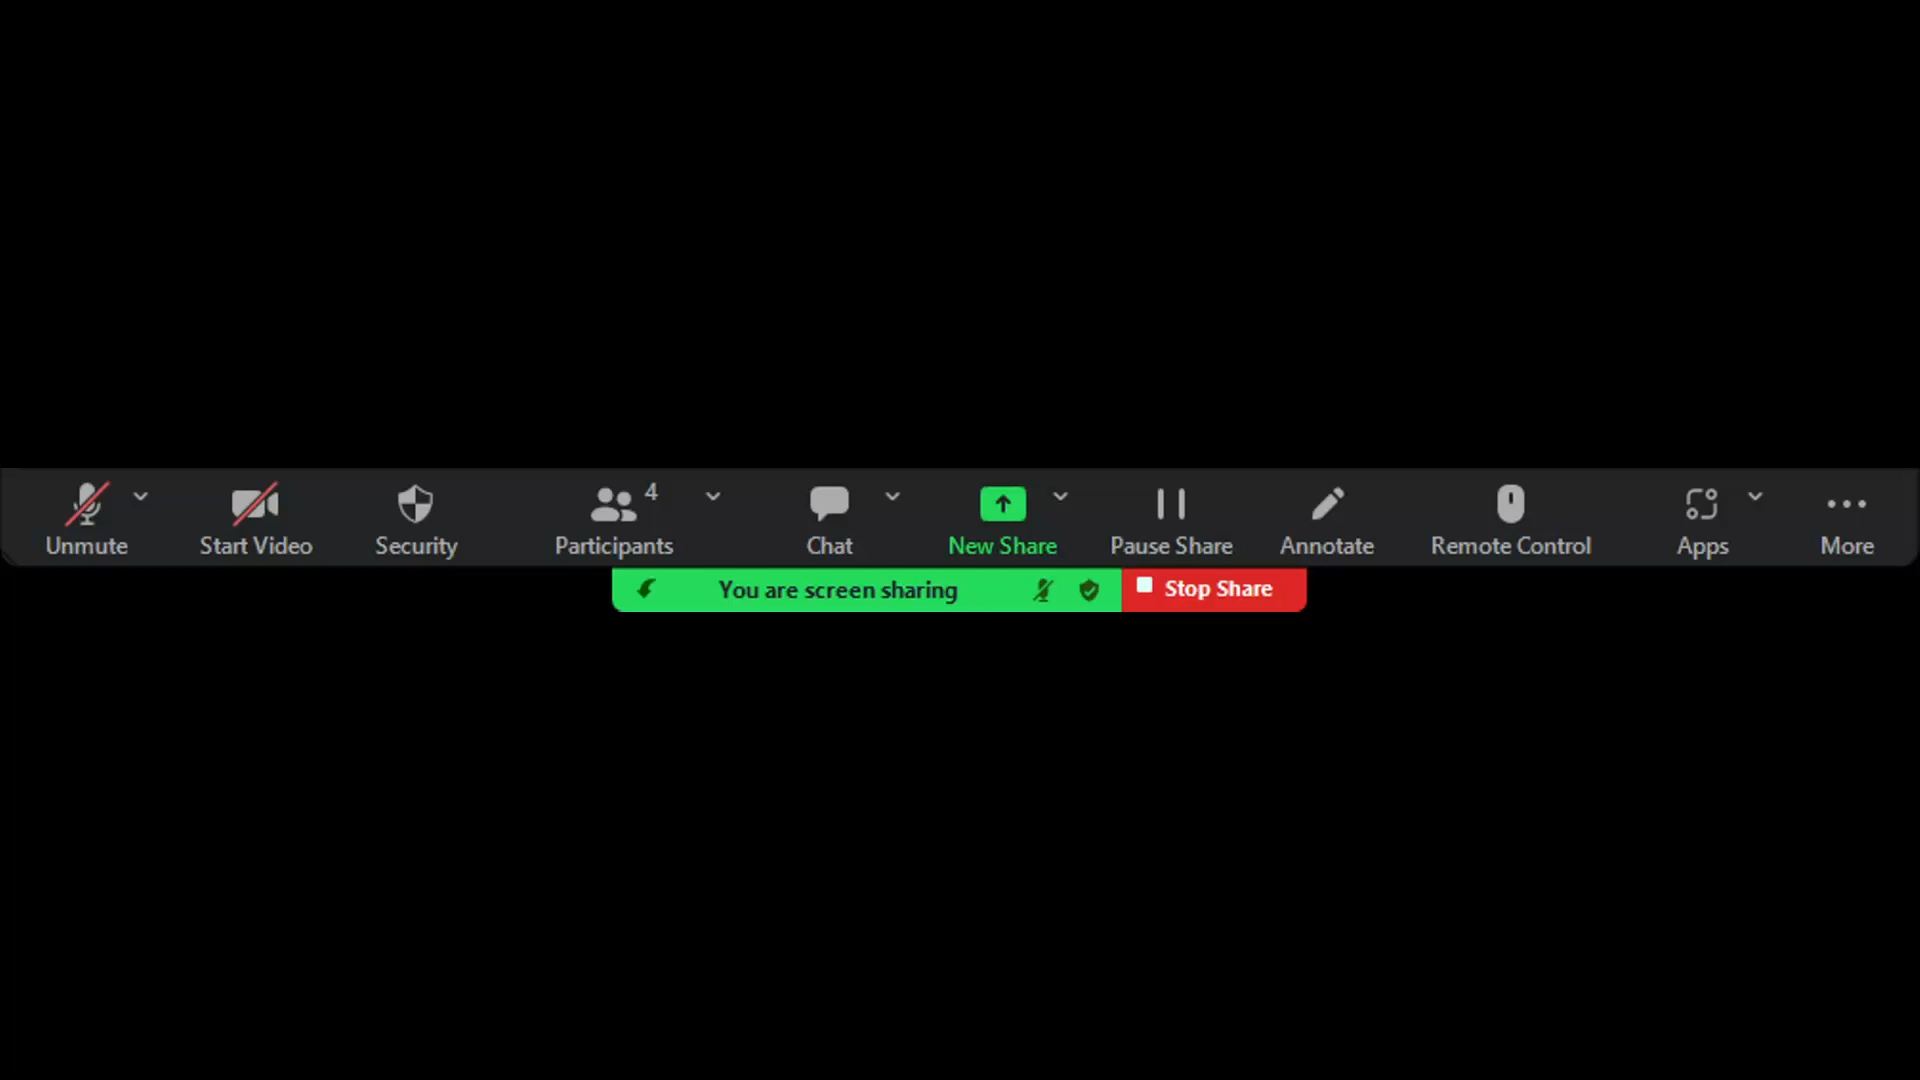 4
Unmute Start Video Security Participants Chat New Share Pause Share Annotate Remote Control Apps More
You are screen sharing Stop Share